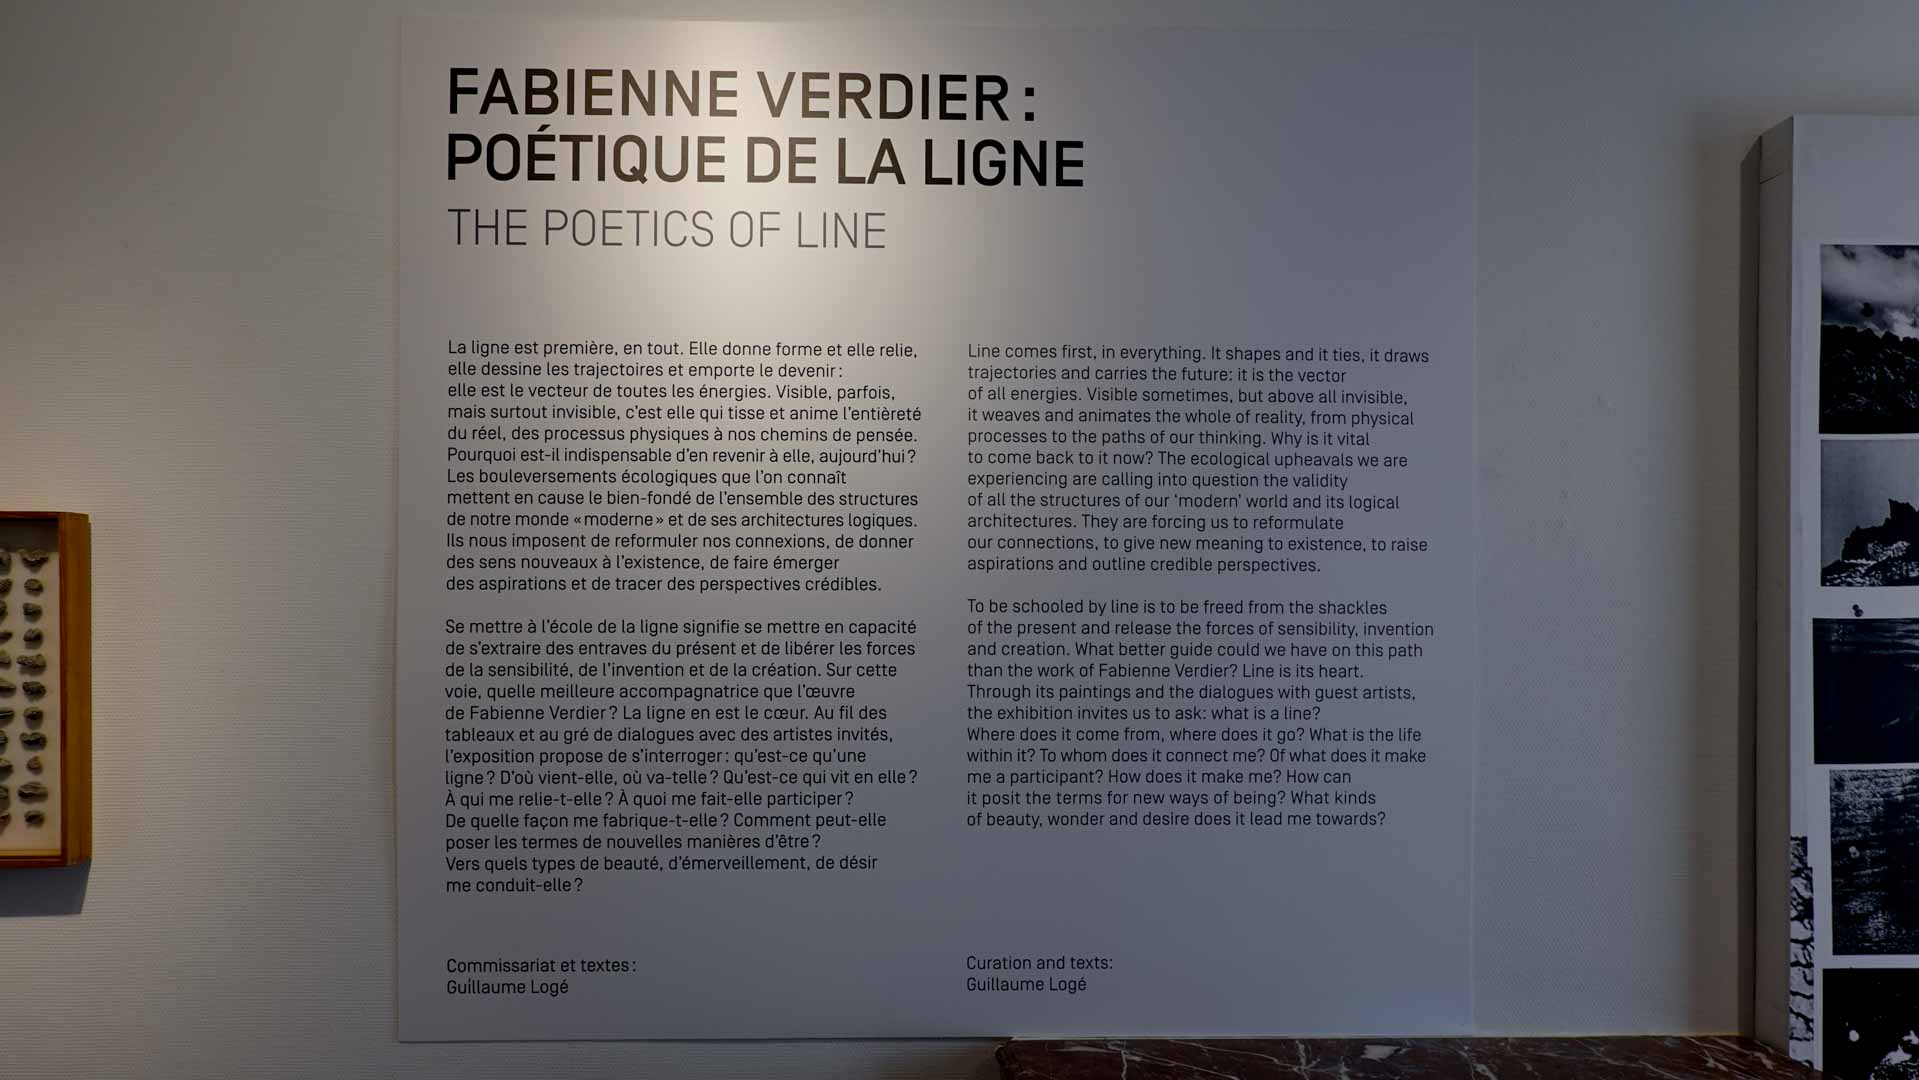 FABIENNE VERDIER :
POÉTIQUE DE LA LIGNE
THE POETICS OF LINE
La ligne est première, en tout. Elle donne forme et elle relie,
elle dessine les trajectoires et emporte le devenir :
elle est le vecteur de toutes les énergies. Visible, parfois,
mais surtout invisible, c’est elle qui tisse et anime l’entièreté
du réel, des processus physiques à nos chemins de pensée.
Pourquoi est-il indispensable d’en revenir à elle, aujourd’hui ?
Les bouleversements écologiques que l’on connaît
mettent en cause le bien-fondé de l’ensemble des structures
de notre monde « moderne » et de ses architectures logiques.
Ils nous imposent de reformuler nos connexions, de donner
des sens nouveaux à l’existence, de faire émerger
des aspirations et de tracer des perspectives crédibles.
Se mettre à l’école de la ligne signifie se mettre en capacité
de s’extraire des entraves du présent et de libérer les forces
de la sensibilité, de l’invention et de la création. Sur cette
voie, quelle meilleure accompagnatrice que l’œuvre
de Fabienne Verdier ? La ligne en est le cœur. Au fil des
tableaux et au gré de dialogues avec des artistes invités,
l’exposition propose de s’interroger : qu’est-ce qu’une
ligne ? D’où vient-elle, où va-telle ? Qu’est-ce qui vit en elle ?
À qui me relie-t-elle ? À quoi me fait-elle participer ?
De quelle façon me fabrique-t-elle ? Comment peut-elle
poser les termes de nouvelles manières d’être ?
Vers quels types de beauté, d’émerveillement, de désir
me conduit-elle ?
Commissariat et textes :
Guillaume Logé
Line comes first, in everything. It shapes and it ties, it draws
trajectories and carries the future: it is the vector
of all energies. Visible sometimes, but above all invisible,
it weaves and animates the whole of reality, from physical
processes to the paths of our thinking. Why is it vital
to come back to it now? The ecological upheavals we are
experiencing are calling into question the validity
of all the structures of our ‘modern’ world and its logical
architectures. They are forcing us to reformulate
our connections, to give new meaning to existence, to raise
aspirations and outline credible perspectives.
To be schooled by line is to be freed from the shackles
of the present and release the forces of sensibility, invention
and creation. What better guide could we have on this path
than the work of Fabienne Verdier? Line is its heart.
Through its paintings and the dialogues with guest artists,
the exhibition invites us to ask: what is a line?
Where does it come from, where does it go? What is the life
within it? To whom does it connect me? Of what does it make
me a participant? How does it make me? How can
it posit the terms for new ways of being? What kinds
of beauty, wonder and desire does it lead me towards?
Curation and texts:
Guillaume Logé